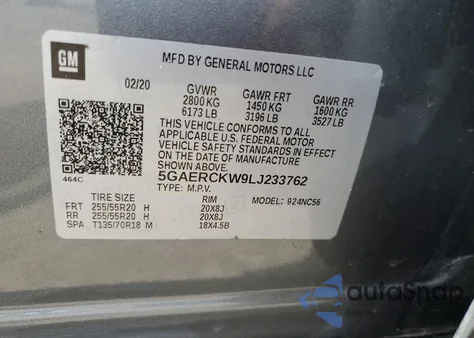 GM
MFD BY GENERAL MOTORS LLC
02/20 GVWR GAWR FRT GAWR RR
2800 KG 1450 KG 1600 KG
6173 LB 3196 LB 3527 LB
THIS VEHICLE CONFORMS TO ALL
APPLICABLE U.S. FEDERAL MOTOR
VEHICLE SAFETY STANDARDS IN EFFECT
ON THE DATE OF MANUFACTURE
SHOWN ABOVE.
464C 5GAERCKW9LJ233762
TYPE: M.P.V. MODEL: 924NC56
TIRE SIZE RIM
FRT 255/55R20 H 20X8J
RR 255/55R20 H 20X8J
SPA T135/70R18 M 18X4.5B
autoSnap